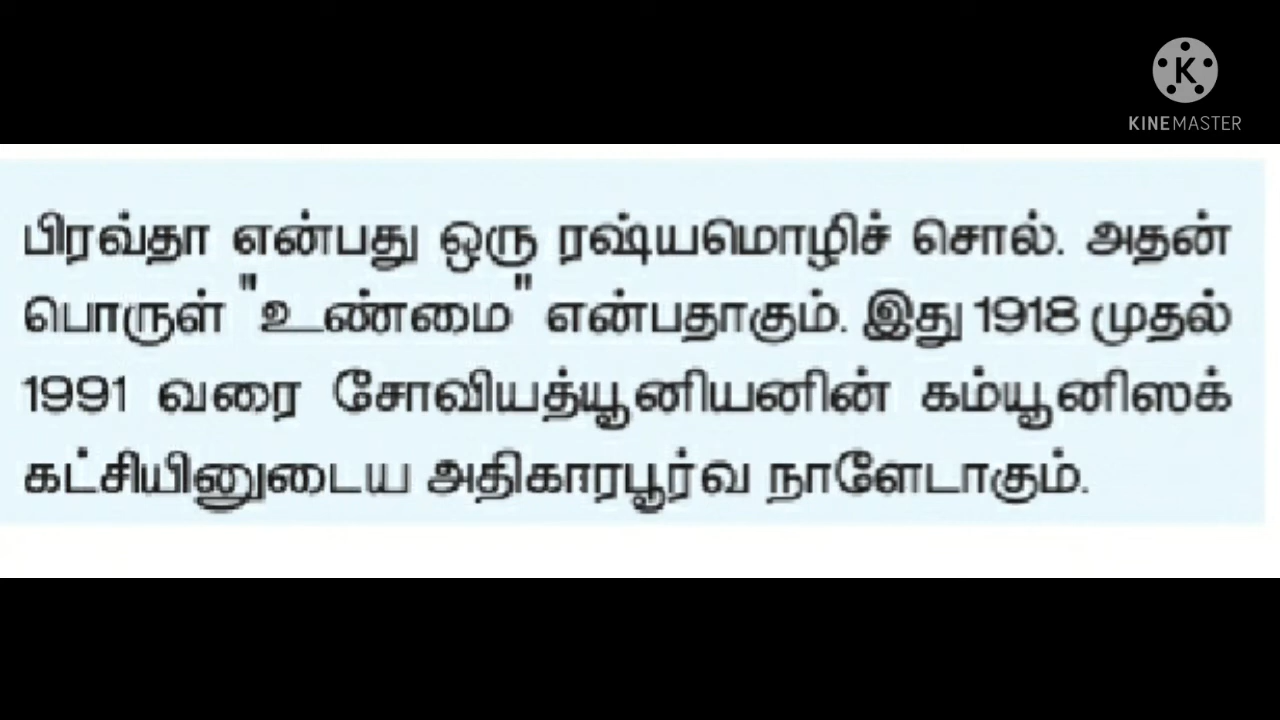 KINEMASTER
பிரவ்தா என்பது ஒரு ரஷ்யமொழிச் சொல். அதன்
பொருள் "உண்மை" என்பதாகும். இது 1918 முதல்
1991 வரை சோவியத்யூனியனின் கம்யூனிஸக்
கட்சியினுடைய அதிகாரபூர்வ நாளேடாகும்.